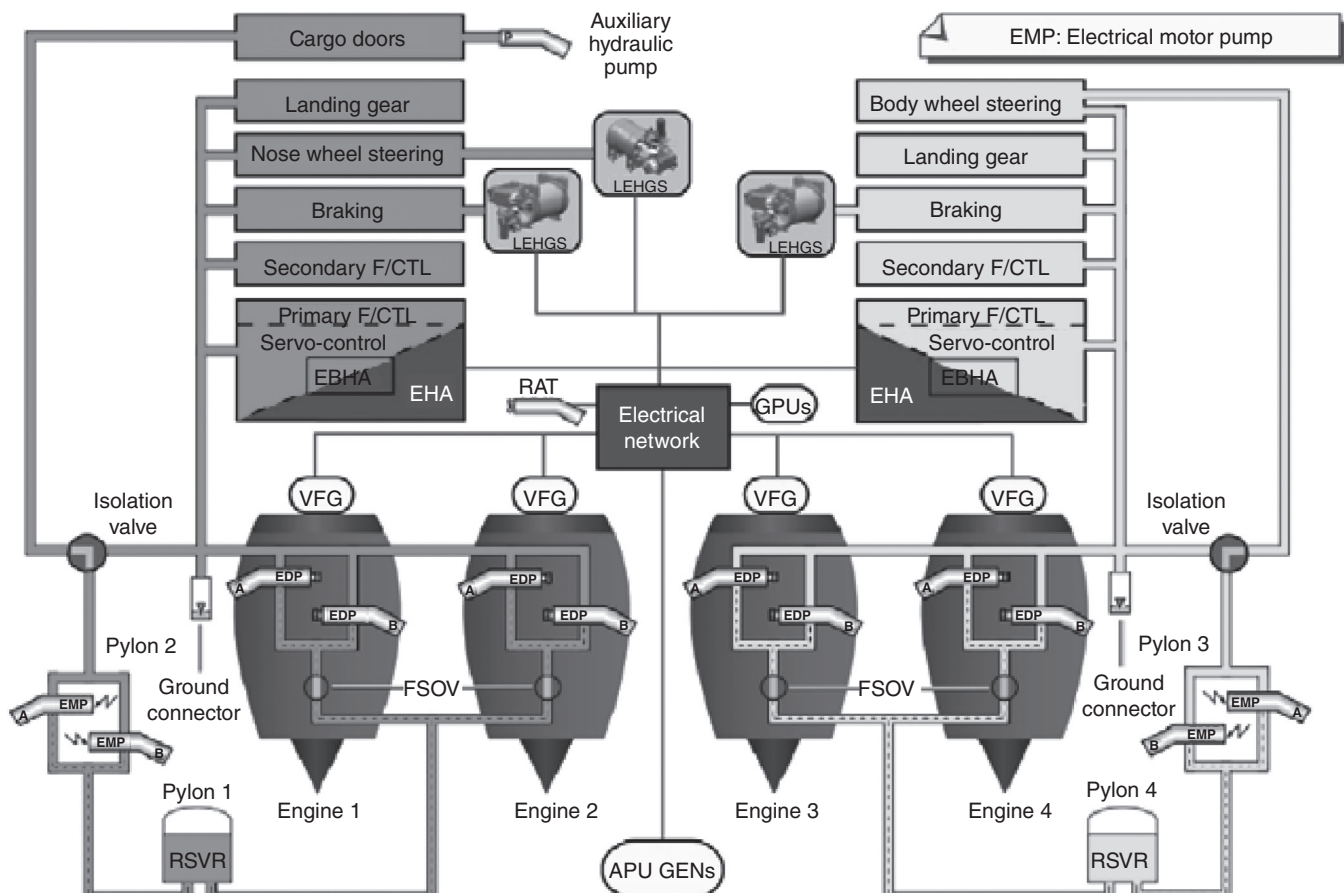 Cargo doors
P
Auxiliary
hydraulic
pump
EMP: Electrical motor pump
Landing gear
Nose wheel steering
Braking
Secondary F/CTL
Primary F/CTL
Servo-control
EBHA
EHA
LEHGS
LEHGS
LEHGS
Body wheel steering
Landing gear
Braking
Secondary F/CTL
Primary F/CTL
Servo-control
EBHA
EHA
RAT
Electrical
network
GPUs
VFG
VFG
VFG
VFG
Isolation
valve
Isolation
valve
A
EDP
EDP
B
A
EDP
EDP
B
A
EDP
EDP
B
A
EDP
EDP
B
Pylon 2
Ground
connector
FSOV
FSOV
Pylon 3
Ground
connector
A
EMP
EMP
B
EMP
A
B
EMP
Pylon 1
RSVR
Engine 1
Engine 2
Engine 3
Engine 4
Pylon 4
RSVR
APU GENs